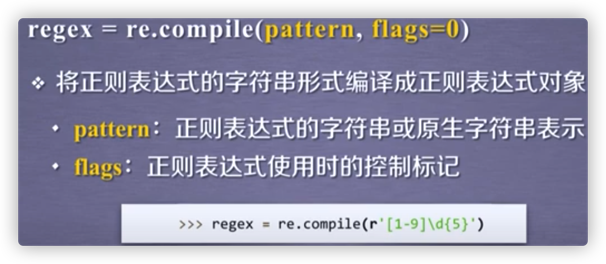 regex = re.compile(pattern, flags=0)
❖ 将正则表达式的字符串形式编译成正则表达式对象
• pattern：正则表达式的字符串或原生字符串表示
• flags：正则表达式使用时的控制标记
>>> regex = re.compile(r'[1-9]\d{5}')